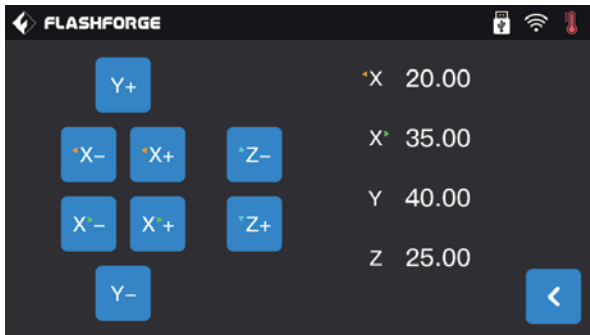 FLASHFORGE
Y+
X- X+ Z-
X- X+ Z+
Y-
X 20.00
X 35.00
Y 40.00
Z 25.00